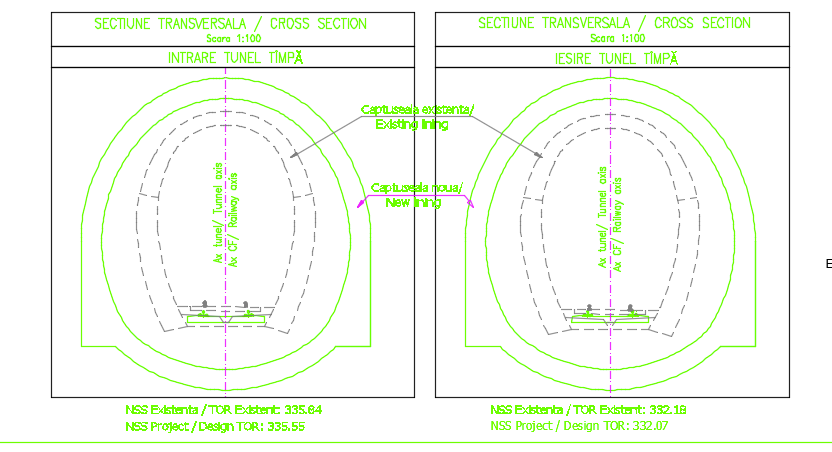 SECTIUNE TRANSVERSALA / CROSS SECTION
Scara 1:100
INTRARE TUNEL TÎMPĂ
SECTIUNE TRANSVERSALA / CROSS SECTION
Scara 1:100
IESIRE TUNEL TÎMPĂ
Captuseala existenta/
Existing lining
Captuseala noua/
New lining
Ax tunel/ Tunnel axis
Ax CF/ Railway axis
Ax tunel/ Tunnel axis
Ax CF/ Railway axis
E
NSS Existenta / TOR Existent: 335.64
NSS Project / Design TOR: 335.55
NSS Existenta / TOR Existent: 332.18
NSS Project / Design TOR: 332.07